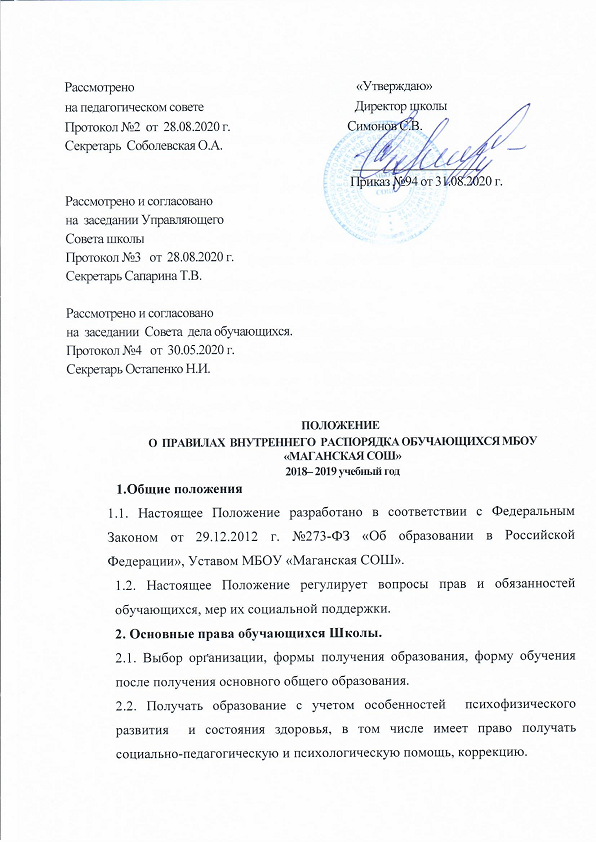 Рассмотрено
«Утверждаю»
на педагогическом совете
Директор школы
Протокол №2 от 28.08.2020 г.
Симонов С.В.
Секретарь Соболевская О.А.
Приказ №94 от 31.08.2020 г.
Рассмотрено и согласовано
на заседании Управляющего
Совета школы
Протокол №3 от 28.08.2020 г.
Секретарь Сапарина Т.В.
Рассмотрено и согласовано
на заседании Совета дела обучающихся.
Протокол №4 от 30.05.2020 г.
Секретарь Остапенко Н.И.
ПОЛОЖЕНИЕ
О ПРАВИЛАХ ВНУТРЕННЕГО РАСПОРЯДКА ОБУЧАЮЩИХСЯ МБОУ
«МАГАНСКАЯ СОШ»
2018– 2019 учебный год
1.Общие положения
1.1. Настоящее Положение разработано в соответствии с Федеральным
Законом от 29.12.2012 г. №273-ФЗ «Об образовании в Российской
Федерации», Уставом МБОУ «Маганская СОШ».
1.2. Настоящее Положение регулирует вопросы прав и обязанностей
обучающихся, мер их социальной поддержки.
2. Основные права обучающихся Школы.
2.1. Выбор организации, формы получения образования, форму обучения
после получения основного общего образования.
2.2. Получать образование с учетом особенностей психофизического
развития и состояния здоровья, в том числе имеет право получать
социально-педагогическую и психологическую помощь, коррекцию.